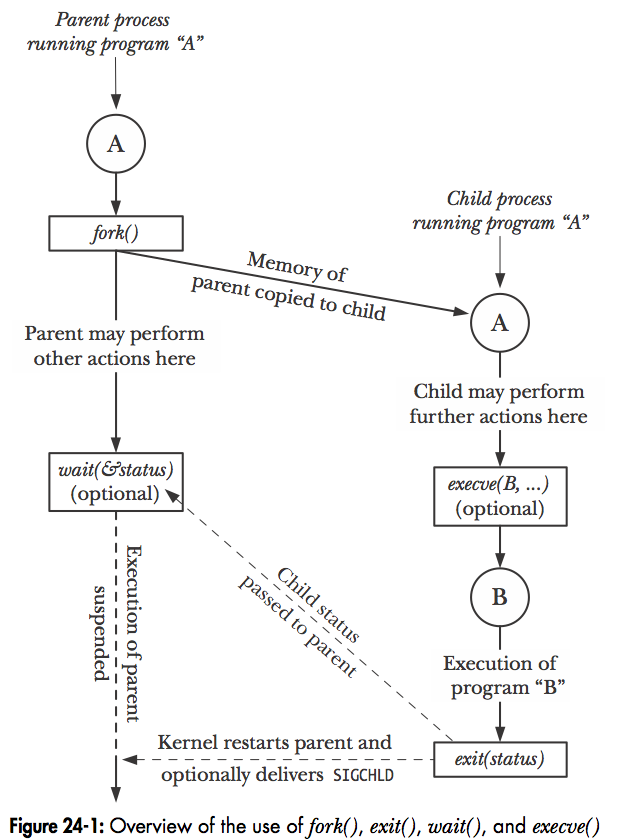 Parent process
running program “A”
A
fork()
Memory of
parent copied to child
Child process
running program “A”
A
Parent may perform
other actions here
Child may perform
further actions here
wait(&status)
(optional)
execve(B, ...)
(optional)
B
Execution of parent
suspended
Child status
passed to parent
Execution of
program “B”
Kernel restarts parent and
optionally delivers SIGCHLD
exit(status)
Figure 24-1: Overview of the use of fork(), exit(), wait(), and execve()